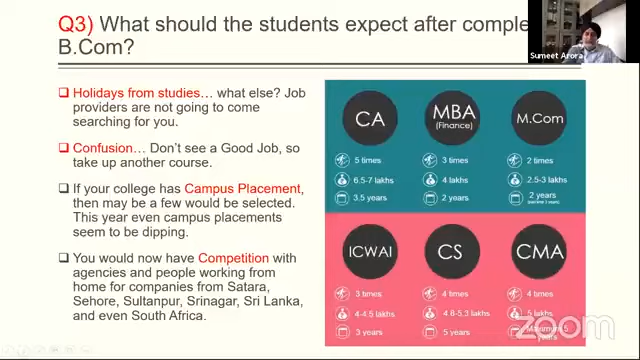 Q3) What should the students expect after comple
B.Com?
Sumeet Arora
Holidays from studies… what else? Job
providers are not going to come
searching for you.
Confusion… Don't see a Good Job, so
take up another course.
If your college has Campus Placement,
then may be a few would be selected.
This year even campus placements
seem to be dipping.
You would now have Competition with
agencies and people working from
home for companies from Satara,
Sehore, Sultanpur, Srinagar, Sri Lanka,
and even South Africa.
CA
5 times
6.5-7 lakhs
3.5 years
MBA
(Finance)
3 times
4 lakhs
2 years
M.Com
2 times
2.5-3 lakhs
2 years
ICWAI
3 times
4-4.5 lakhs
3 years
CS
4 times
4.8-5.3 lakhs
5 years
CMA
4 times
lakhs
Maximum 5
years
zoom